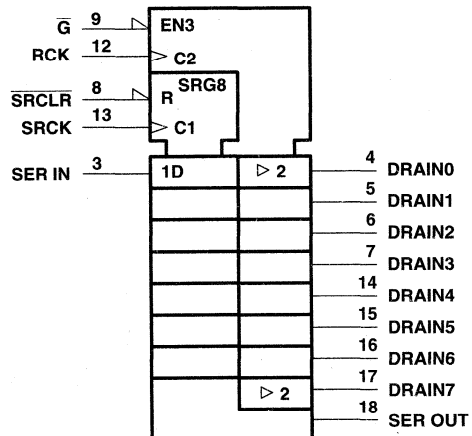 G̅ 9 EN3
RCK 12 C2
SRG8
S̅R̅C̅L̅R̅ 8 R
SRCK 13 C1
SER IN 3 1D ▷ 2 4 DRAIN0
5 DRAIN1
6 DRAIN2
7 DRAIN3
14 DRAIN4
15 DRAIN5
16 DRAIN6
▷ 2 17 DRAIN7
18 SER OUT